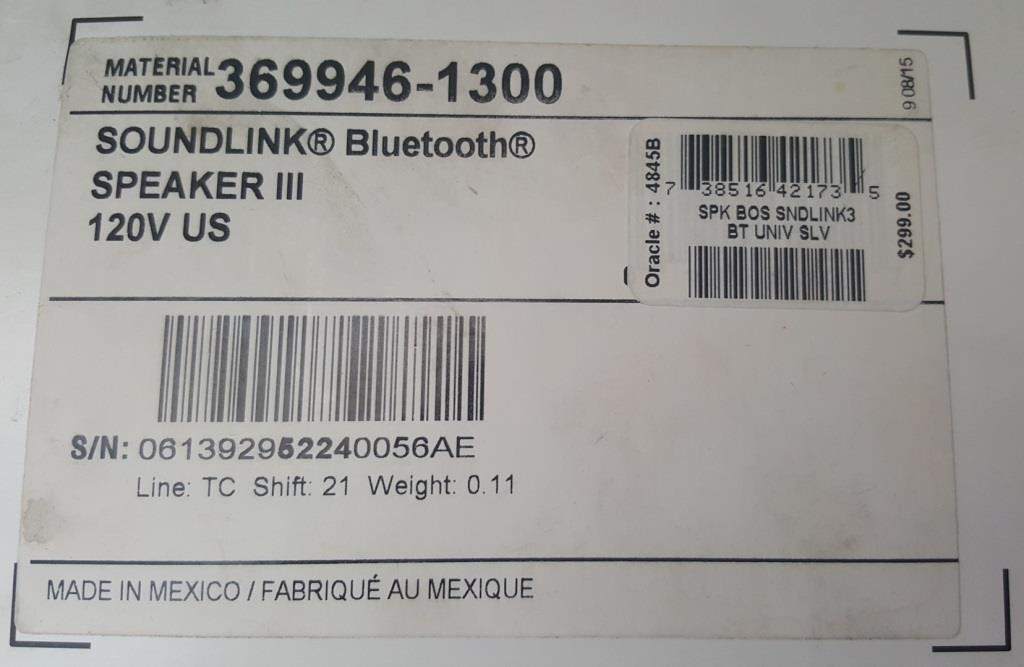 MATERIAL
NUMBER 369946-1300
9 08/15
SOUNDLINK® Bluetooth®
SPEAKER III
120V US
Oracle # : 4845B
7 38516 42173 5
SPK BOS SNDLINK3
BT UNIV SLV
$299.00
S/N: 061392952240056AE
Line: TC Shift: 21 Weight: 0.11
MADE IN MEXICO / FABRIQUÉ AU MEXIQUE